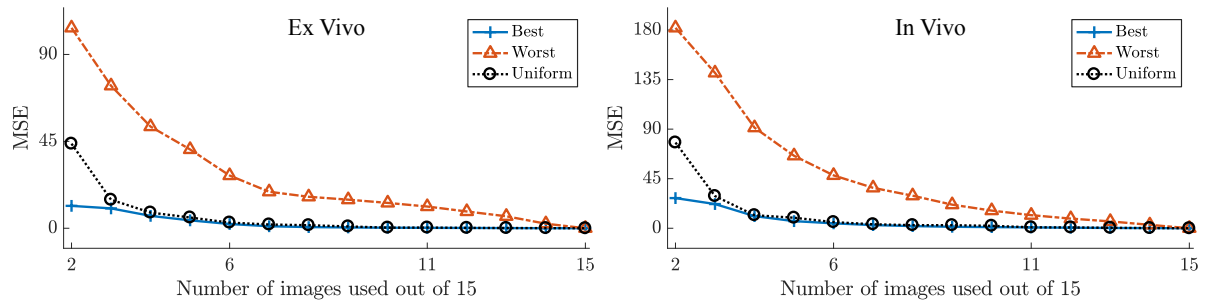 Ex Vivo
Best
Worst
Uniform
90
45
0
MSE
2
6
11
15
Number of images used out of 15
In Vivo
Best
Worst
Uniform
180
135
90
45
0
MSE
2
6
11
15
Number of images used out of 15